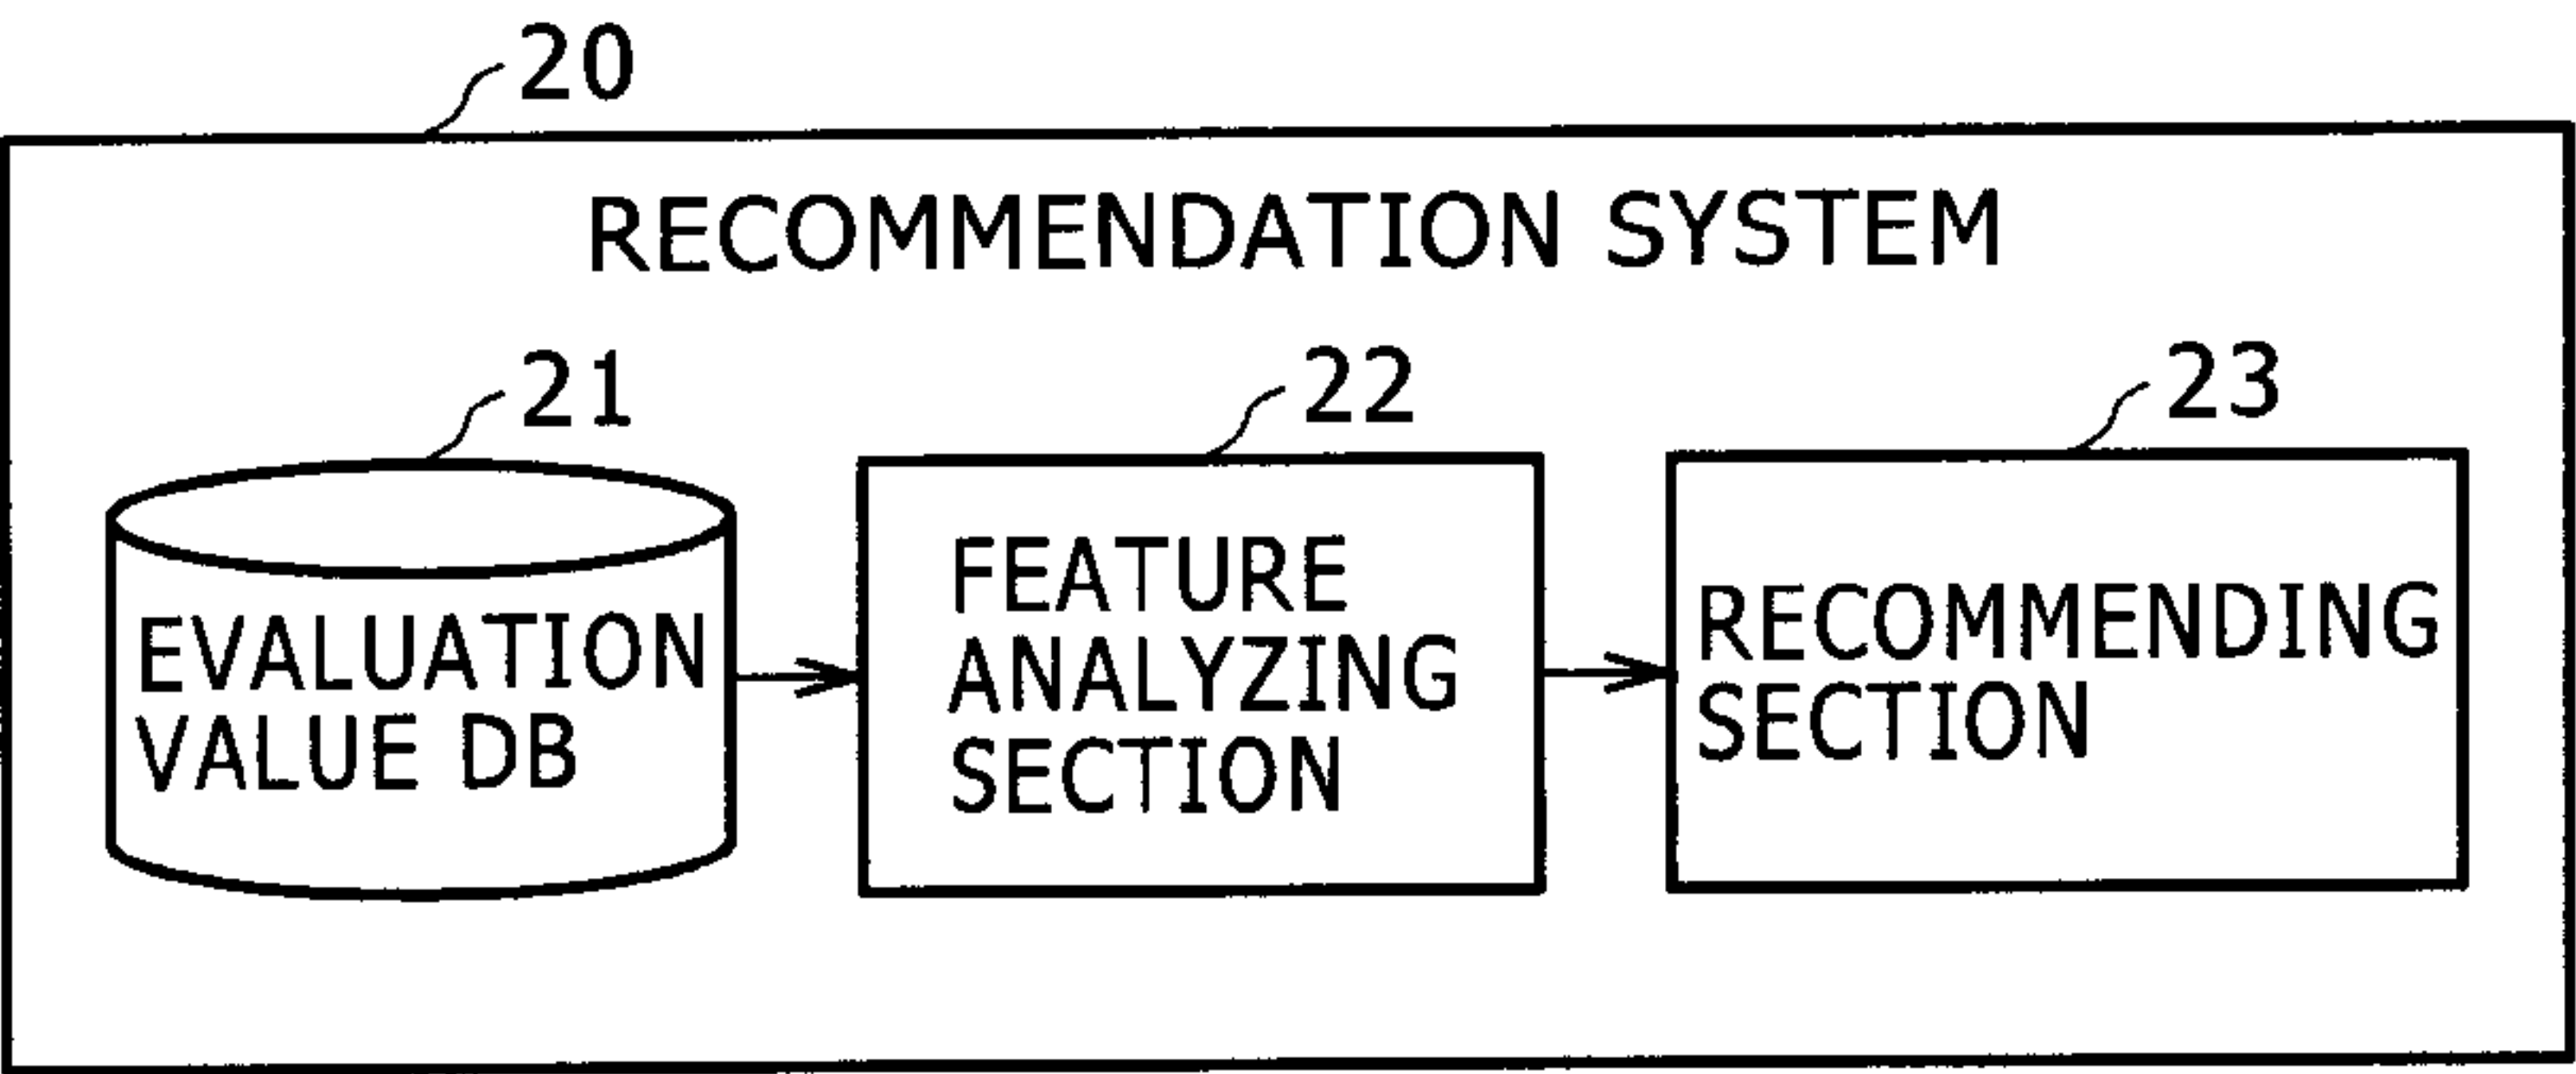 20
RECOMMENDATION SYSTEM
21
EVALUATION
VALUE DB
22
FEATURE
ANALYZING
SECTION
23
RECOMMENDING
SECTION